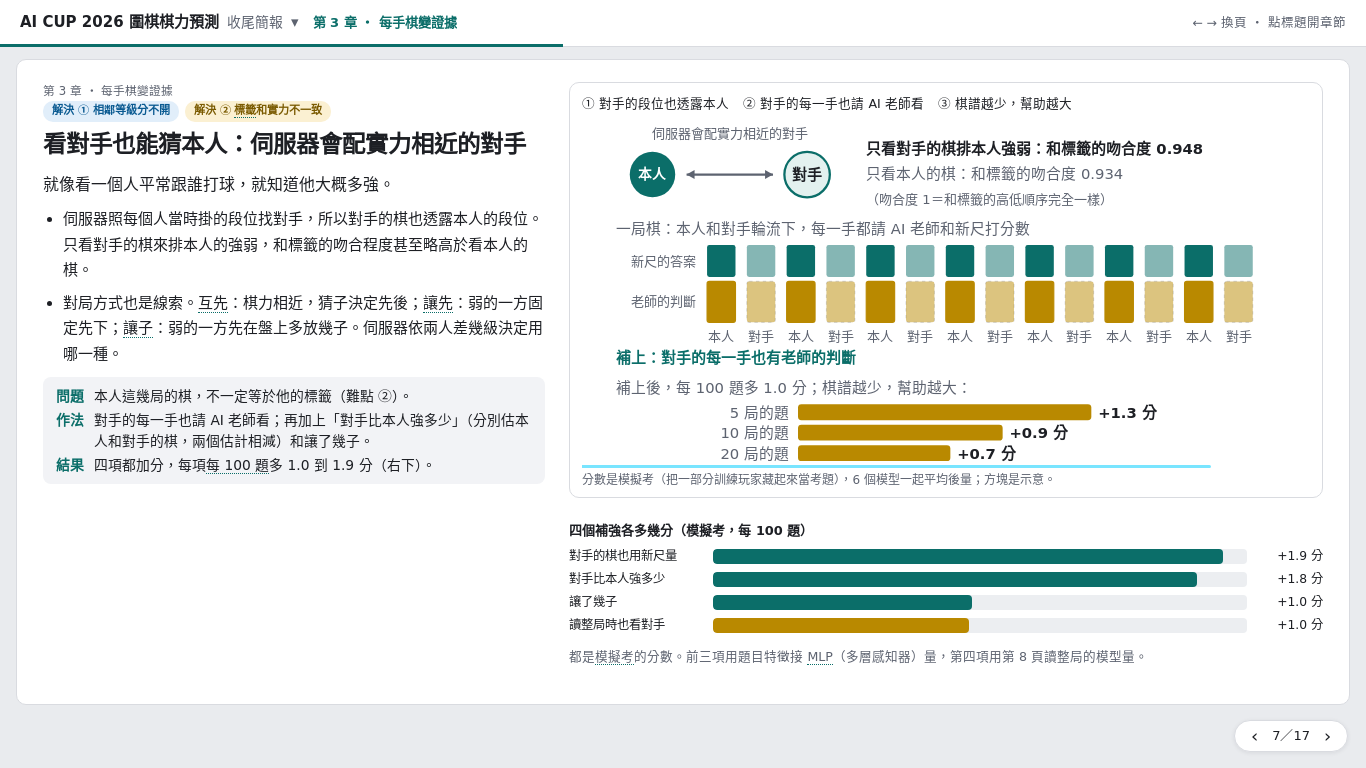 AI CUP 2026 圍棋棋力預測 收尾簡報 ▼ 第 3 章 · 每手棋變證據
← → 換頁 · 點標題開章節
第 3 章 · 每手棋變證據
解決 ① 相鄰等級分不開 解決 ② 標籤和實力不一致
看對手也能猜本人：伺服器會配實力相近的對手
就像看一個人平常跟誰打球，就知道他大概多強。
• 伺服器照每個人當時掛的段位找對手，所以對手的棋也透露本人的段位。
只看對手的棋來排本人的強弱，和標籤的吻合程度甚至略高於看本人的
棋。
• 對局方式也是線索。互先：棋力相近，猜子決定先後；讓先：弱的一方固
定先下；讓子：弱的一方先在盤上多放幾子。伺服器依兩人差幾級決定用
哪一種。
問題 本人這幾局的棋，不一定等於他的標籤（難點 ②）。
作法 對手的每一手也請 AI 老師看；再加上「對手比本人強多少」（分別估本
人和對手的棋，兩個估計相減）和讓了幾子。
結果 四項都加分，每項每 100 題多 1.0 到 1.9 分（右下）。
① 對手的段位也透露本人 ② 對手的每一手也請 AI 老師看 ③ 棋譜越少，幫助越大
伺服器會配實力相近的對手
本人 對手
只看對手的棋排本人強弱：和標籤的吻合度 0.948
只看本人的棋：和標籤的吻合度 0.934
（吻合度 1＝和標籤的高低順序完全一樣）
一局棋：本人和對手輪流下，每一手都請 AI 老師和新尺打分數
新尺的答案
老師的判斷
本人 對手 本人 對手 本人 對手 本人 對手 本人 對手 本人 對手 本人 對手
補上：對手的每一手也有老師的判斷
補上後，每 100 題多 1.0 分；棋譜越少，幫助越大：
5 局的題 +1.3 分
10 局的題 +0.9 分
20 局的題 +0.7 分
分數是模擬考（把一部分訓練玩家藏起來當考題），6 個模型一起平均後量；方塊是示意。
四個補強各多幾分（模擬考，每 100 題）
對手的棋也用新尺量 +1.9 分
對手比本人強多少 +1.8 分
讓了幾子 +1.0 分
讀整局時也看對手 +1.0 分
都是模擬考的分數。前三項用題目特徵接 MLP（多層感知器）量，第四項用第 8 頁讀整局的模型量。
‹ 7／17 ›